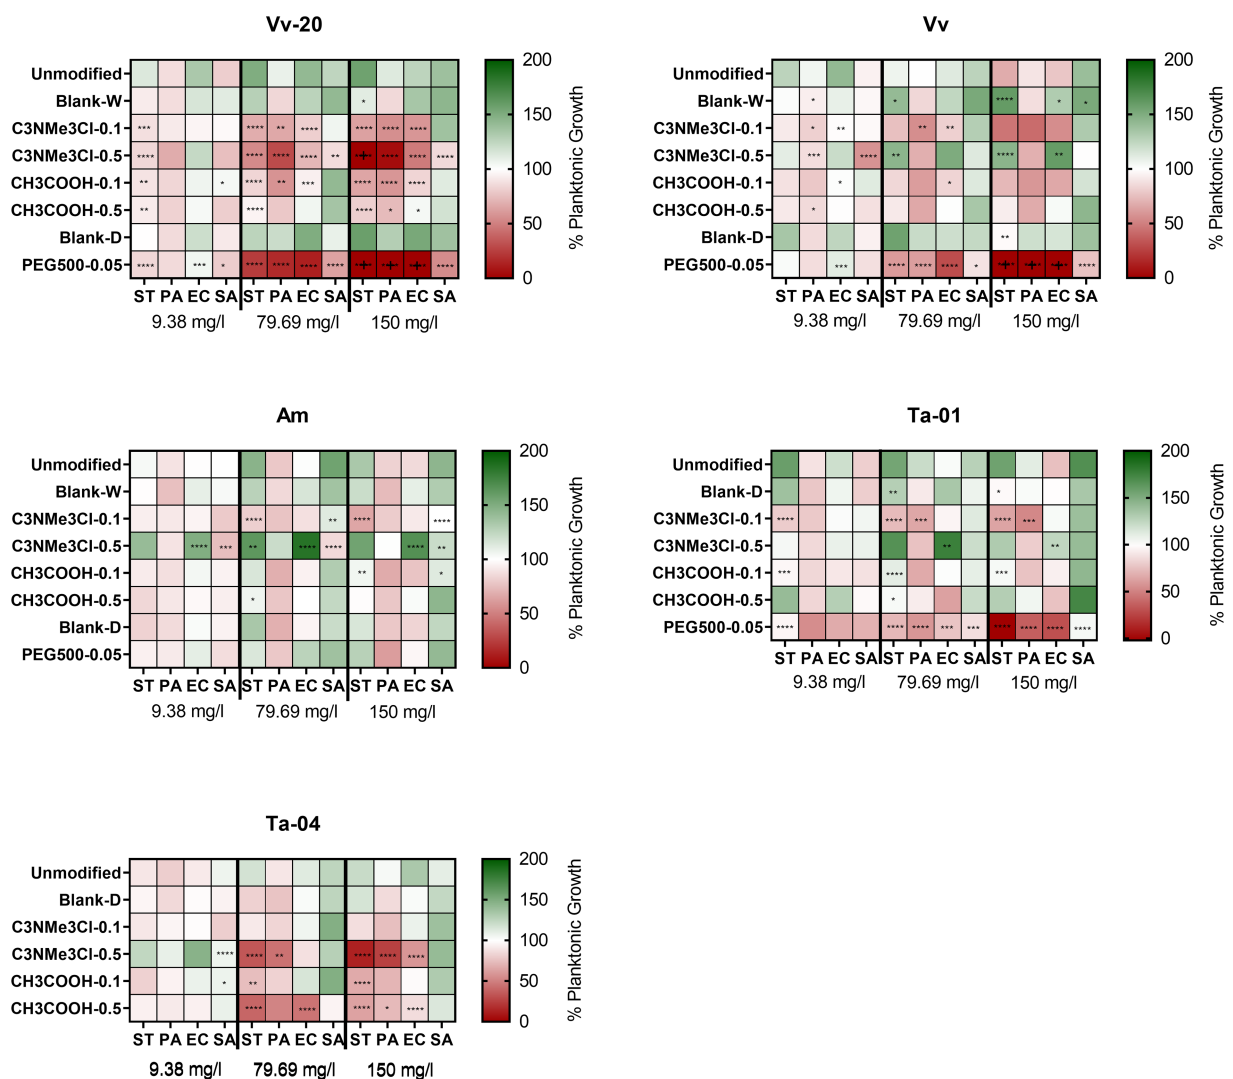 Vv-20
Unmodified
Blank-W
C3NMe3Cl-0.1
C3NMe3Cl-0.5
CH3COOH-0.1
CH3COOH-0.5
Blank-D
PEG500-0.05
*
*** **** ** **** **** **** ****
**** **** **** **** ** **** **** **** ****
** * **** ** *** **** **** ****
** **** **** * *
**** *** * **** **** **** **** ****
ST PA EC SA ST PA EC SA ST PA EC SA
9.38 mg/l 79.69 mg/l 150 mg/l
200
150
100
50
0
% Planktonic Growth
Vv
Unmodified
Blank-W
C3NMe3Cl-0.1
C3NMe3Cl-0.5
CH3COOH-0.1
CH3COOH-0.5
Blank-D
PEG500-0.05
* * **** * *
* ** ** **
*** **** ** **** **
* *
*
**
*** **** **** **** * ****
ST PA EC SA ST PA EC SA ST PA EC SA
9.38 mg/l 79.69 mg/l 150 mg/l
200
150
100
50
0
% Planktonic Growth
Am
Unmodified
Blank-W
C3NMe3Cl-0.1
C3NMe3Cl-0.5
CH3COOH-0.1
CH3COOH-0.5
Blank-D
PEG500-0.05
**** ** **** ****
**** *** ** **** **** **** **
** *
*
ST PA EC SA ST PA EC SA ST PA EC SA
9.38 mg/l 79.69 mg/l 150 mg/l
200
150
100
50
0
% Planktonic Growth
Ta-01
Unmodified
Blank-D
C3NMe3Cl-0.1
C3NMe3Cl-0.5
CH3COOH-0.1
CH3COOH-0.5
PEG500-0.05
** *
**** **** *** **** ***
** **
*** **** ***
*
**** **** **** *** *** **** **** **** ****
ST PA EC SA ST PA EC SA ST PA EC SA
9.38 mg/l 79.69 mg/l 150 mg/l
200
150
100
50
0
% Planktonic Growth
Ta-04
Unmodified
Blank-D
C3NMe3Cl-0.1
C3NMe3Cl-0.5
CH3COOH-0.1
CH3COOH-0.5
**** **** ** **** **** ****
* ** ****
**** **** **** * ****
ST PA EC SA ST PA EC SA ST PA EC SA
9.38 mg/l 79.69 mg/l 150 mg/l
200
150
100
50
0
% Planktonic Growth